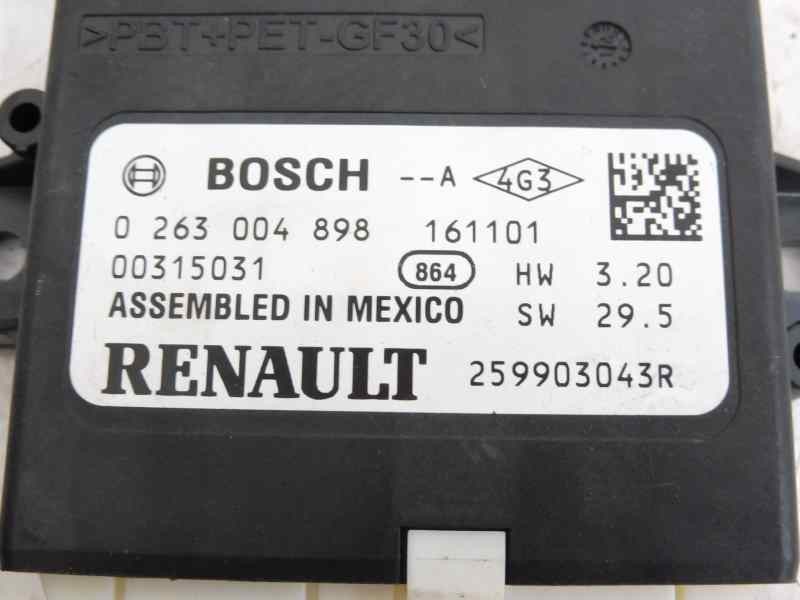 >PBT+PET-GF30<
BOSCH --A 4G3
0 263 004 898 161101
00315031 864 HW 3.20
ASSEMBLED IN MEXICO SW 29.5
RENAULT 259903043R